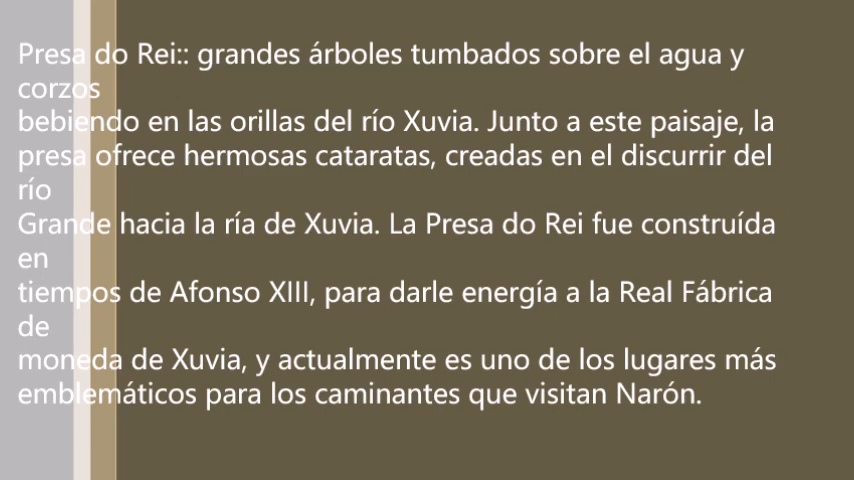 Presa do Rei:: grandes árboles tumbados sobre el agua y
corzos
bebiendo en las orillas del río Xuvia. Junto a este paisaje, la
presa ofrece hermosas cataratas, creadas en el discurrir del
río
Grande hacia la ría de Xuvia. La Presa do Rei fue construída
en
tiempos de Afonso XIII, para darle energía a la Real Fábrica
de
moneda de Xuvia, y actualmente es uno de los lugares más
emblemáticos para los caminantes que visitan Narón.